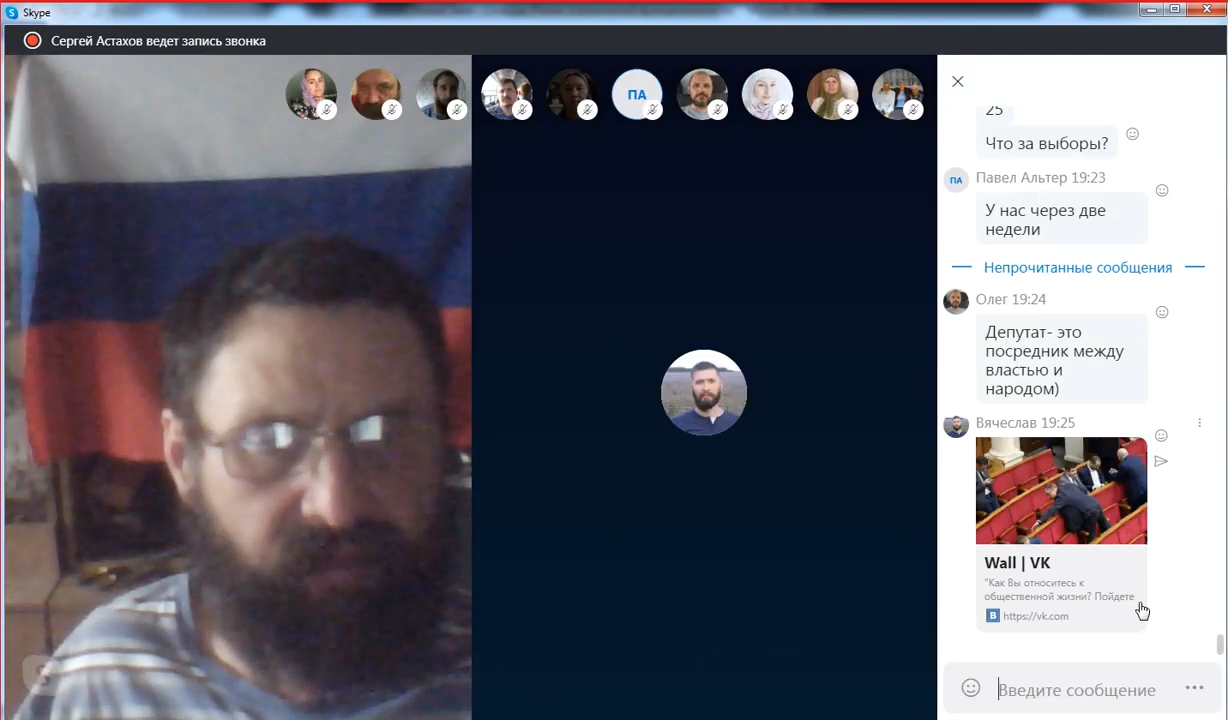 Skype
Сергей Астахов ведет запись звонка
ПА
25
Что за выборы?
ПА
Павел Альтер 19:23
У нас через две
недели
Непрочитанные сообщения
Олег 19:24
Депутат- это
посредник между
властью и
народом)
Вячеслав 19:25
Wall | VK
"Как Вы относитесь к
общественной жизни? Пойдете
B https://vk.com
Введите сообщение